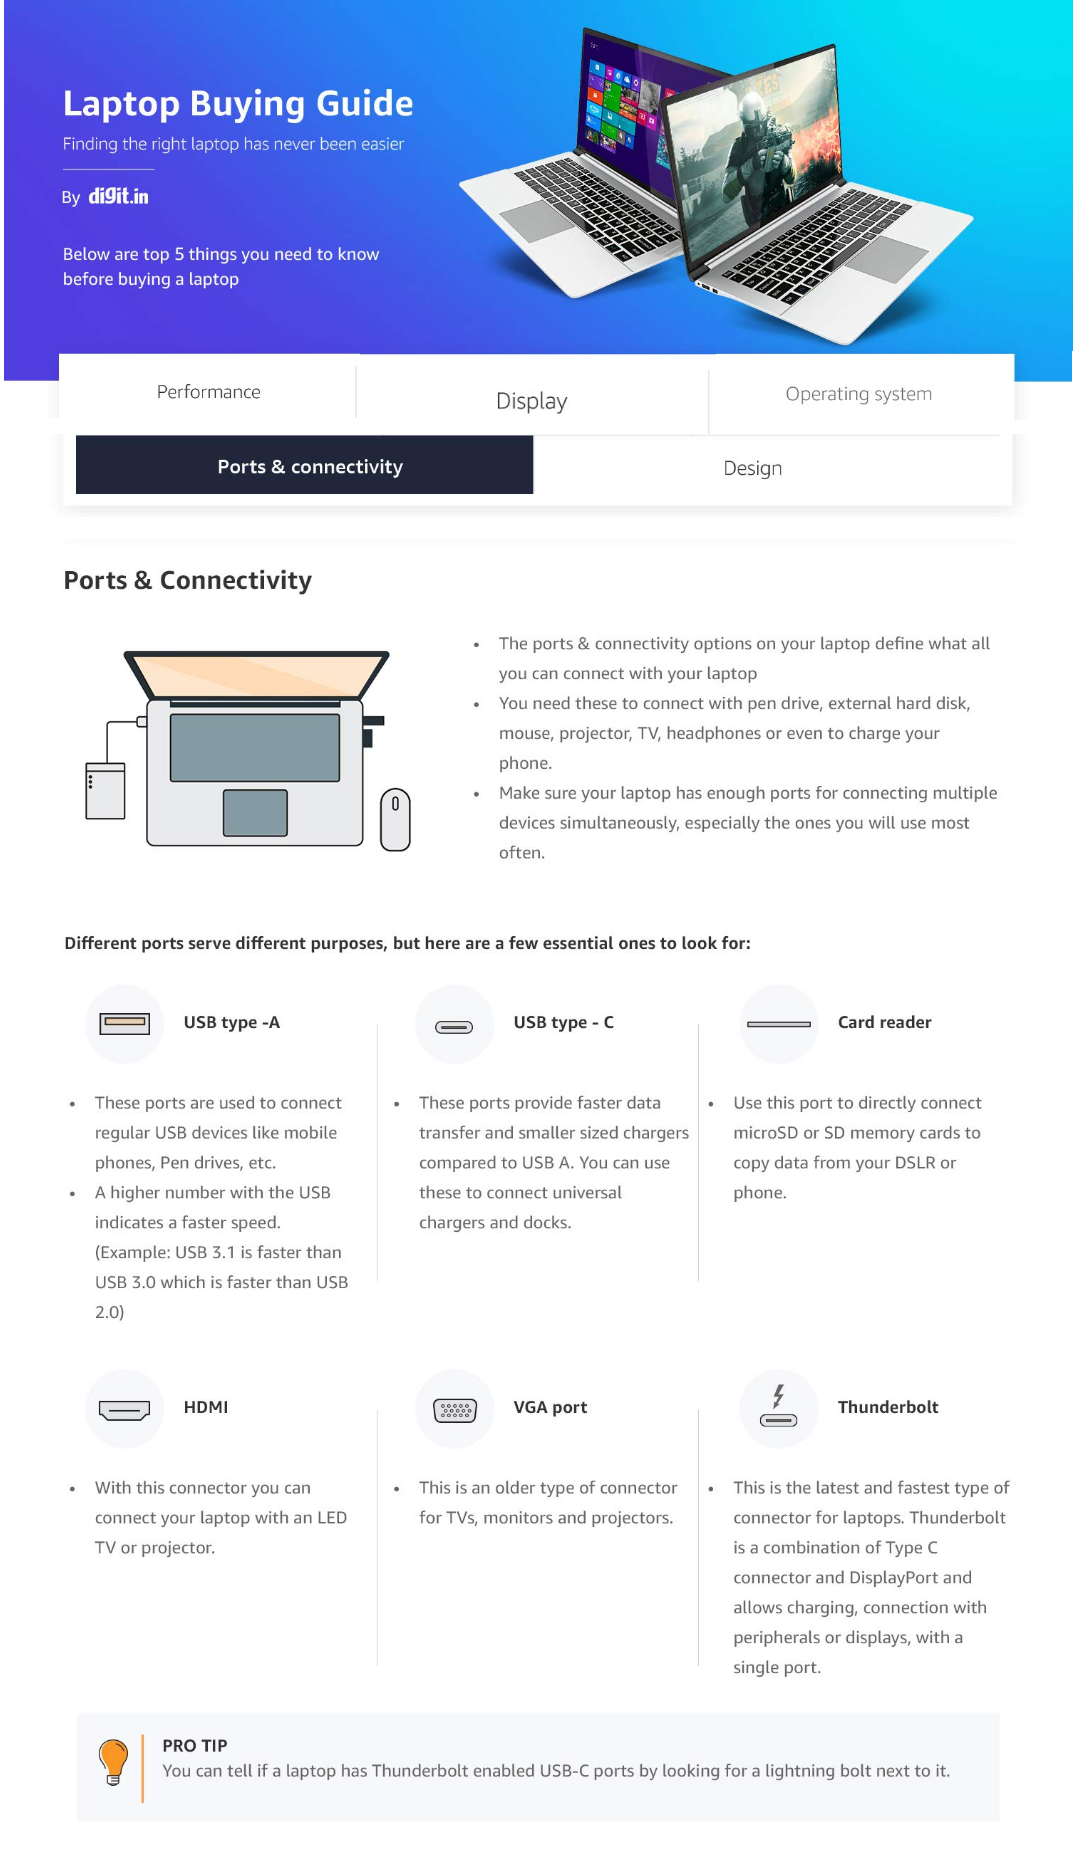 Laptop Buying Guide
Finding the right laptop has never been easier
By digit.in
Below are top 5 things you need to know
before buying a laptop
Performance
Display
Operating system
Ports & connectivity
Design
Ports & Connectivity
• The ports & connectivity options on your laptop define what all
you can connect with your laptop
• You need these to connect with pen drive, external hard disk,
mouse, projector, TV, headphones or even to charge your
phone.
• Make sure your laptop has enough ports for connecting multiple
devices simultaneously, especially the ones you will use most
often.
Different ports serve different purposes, but here are a few essential ones to look for:
USB type -A
• These ports are used to connect
regular USB devices like mobile
phones, Pen drives, etc.
• A higher number with the USB
indicates a faster speed.
(Example: USB 3.1 is faster than
USB 3.0 which is faster than USB
2.0)
USB type - C
• These ports provide faster data
transfer and smaller sized chargers
compared to USB A. You can use
these to connect universal
chargers and docks.
Card reader
• Use this port to directly connect
microSD or SD memory cards to
copy data from your DSLR or
phone.
HDMI
• With this connector you can
connect your laptop with an LED
TV or projector.
VGA port
• This is an older type of connector
for TVs, monitors and projectors.
Thunderbolt
• This is the latest and fastest type of
connector for laptops. Thunderbolt
is a combination of Type C
connector and DisplayPort and
allows charging, connection with
peripherals or displays, with a
single port.
PRO TIP
You can tell if a laptop has Thunderbolt enabled USB-C ports by looking for a lightning bolt next to it.